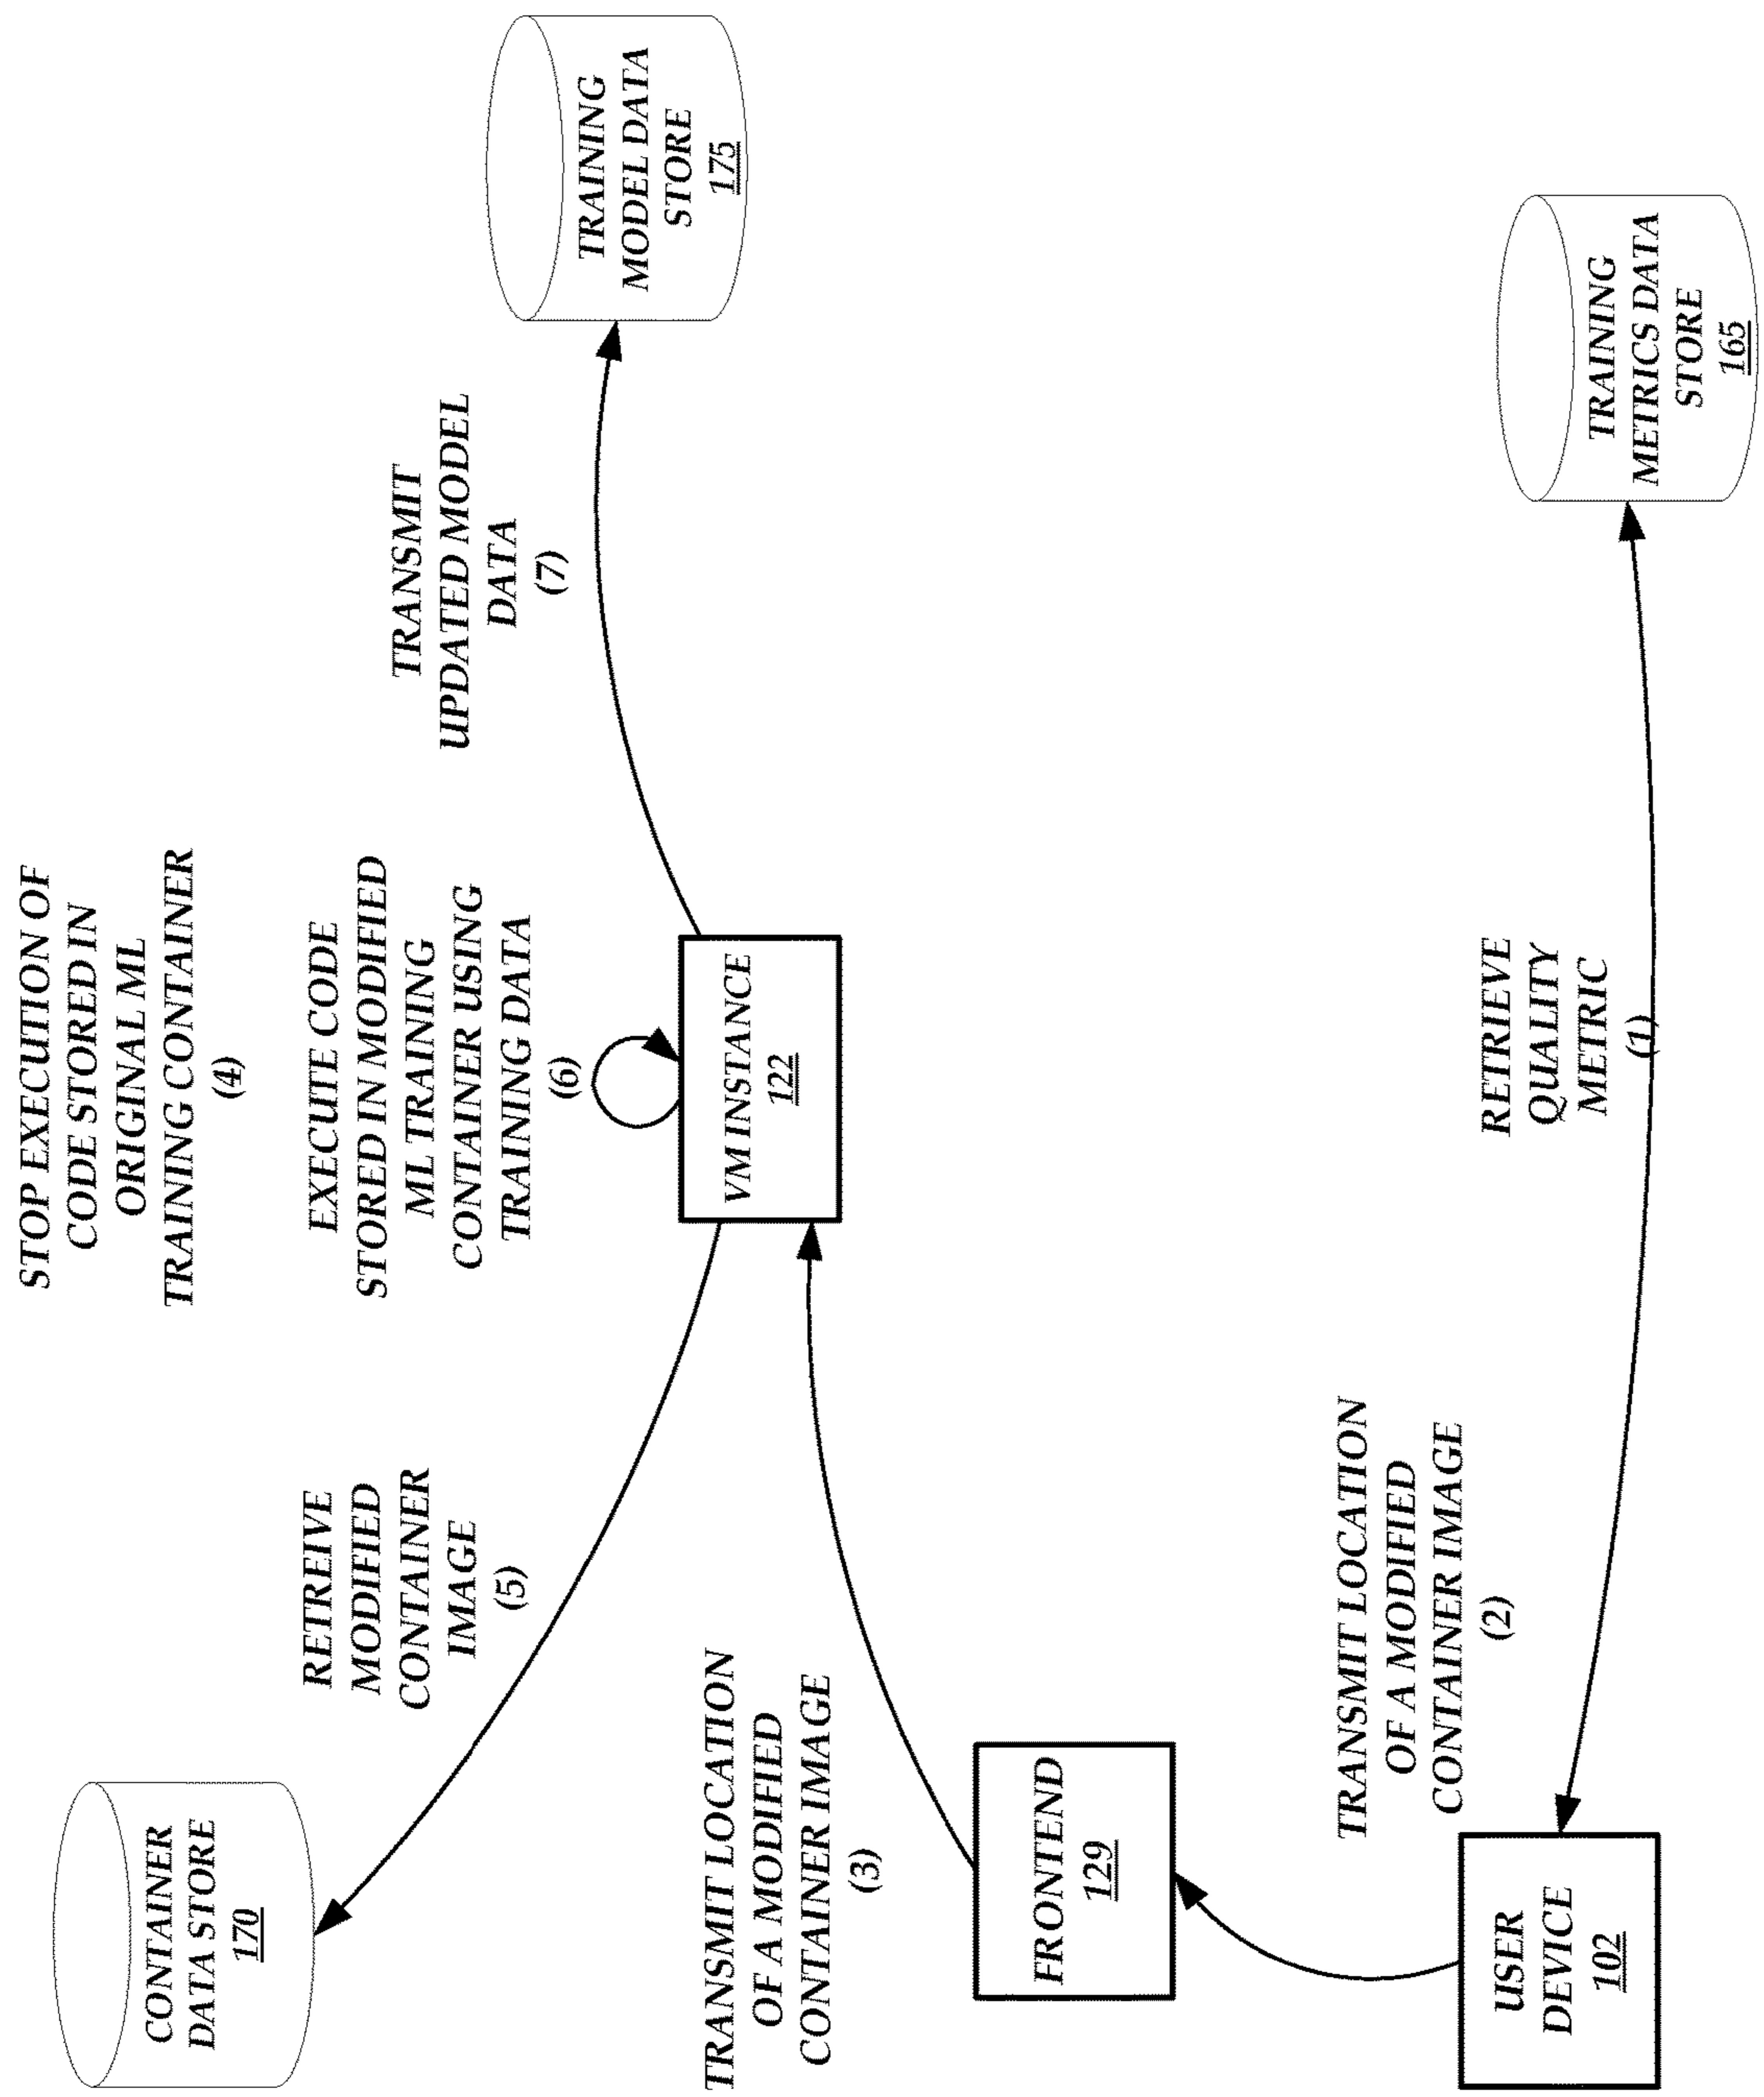 STOP EXECUTION OF
CODE STORED IN
ORIGINAL ML
TRAINING CONTAINER
(4)
CONTAINER
DATA STORE
170
RETREIVE
MODIFIED
CONTAINER
IMAGE
(5)
EXECUTE CODE
STORED IN MODIFIED
ML TRAINING
CONTAINER USING
TRAINING DATA
(6)
TRANSMIT
UPDATED MODEL
DATA
(7)
TRAINING
MODEL DATA
STORE
175
VM INSTANCE
122
TRANSMIT LOCATION
OF A MODIFIED
CONTAINER IMAGE
(3)
FRONTEND
129
TRANSMIT LOCATION
OF A MODIFIED
CONTAINER IMAGE
(2)
RETRIEVE
QUALITY
METRIC
(1)
USER
DEVICE
102
TRAINING
METRICS DATA
STORE
165